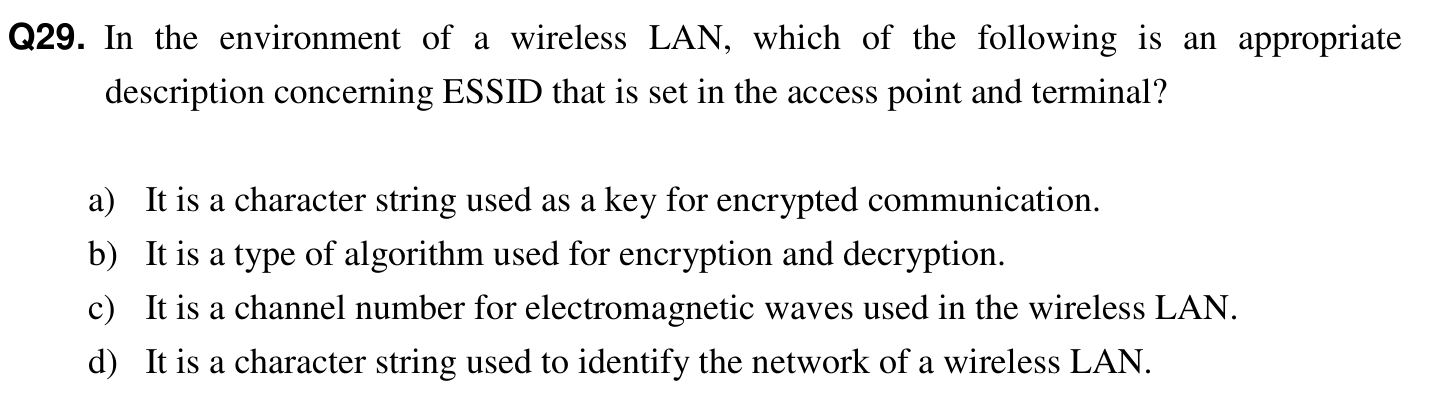 Q29. In the environment of a wireless LAN, which of the following is an appropriate
description concerning ESSID that is set in the access point and terminal?
a) It is a character string used as a key for encrypted communication.
b) It is a type of algorithm used for encryption and decryption.
c) It is a channel number for electromagnetic waves used in the wireless LAN.
d) It is a character string used to identify the network of a wireless LAN.